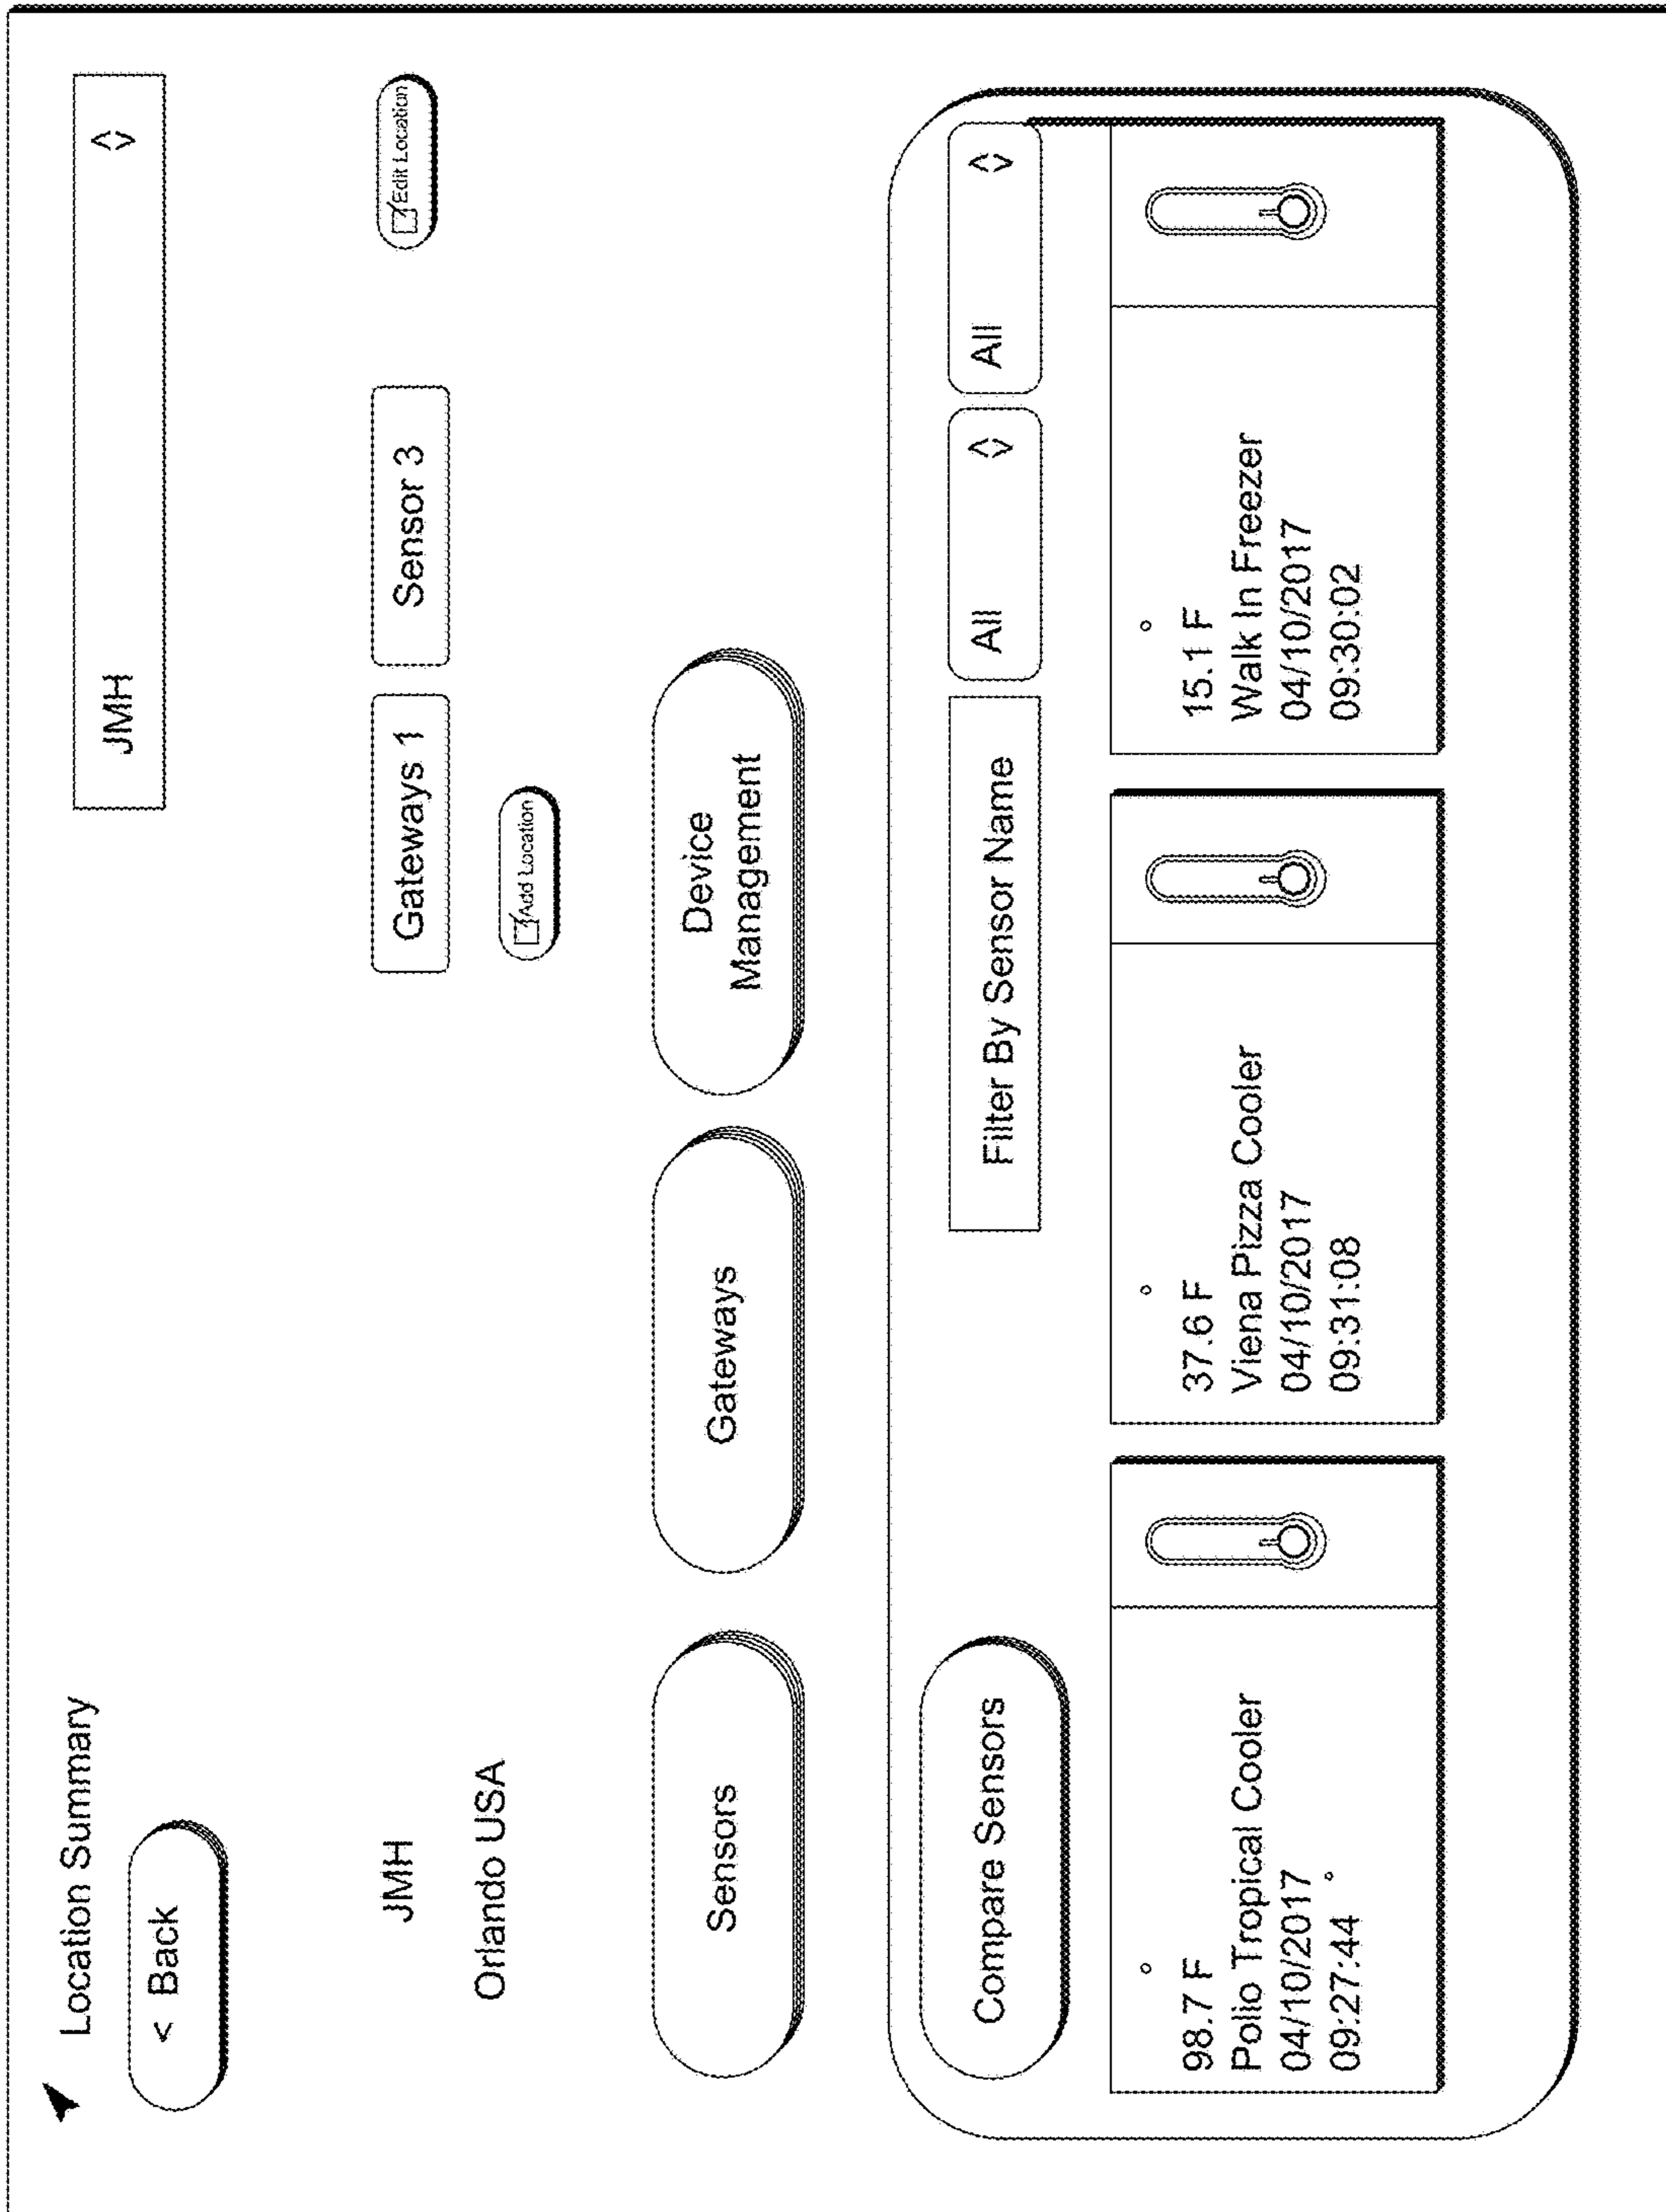 Location Summary
< Back
JMH
JMH
Orlando USA
Gateways 1
Sensor 3
Edit Location
Add Location
Sensors
Gateways
Device
Management
Compare Sensors
Filter By Sensor Name
All
All
98.7 F
Polio Tropical Cooler
04/10/2017
09:27:44
37.6 F
Viena Pizza Cooler
04/10/2017
09:31:08
15.1 F
Walk In Freezer
04/10/2017
09:30:02